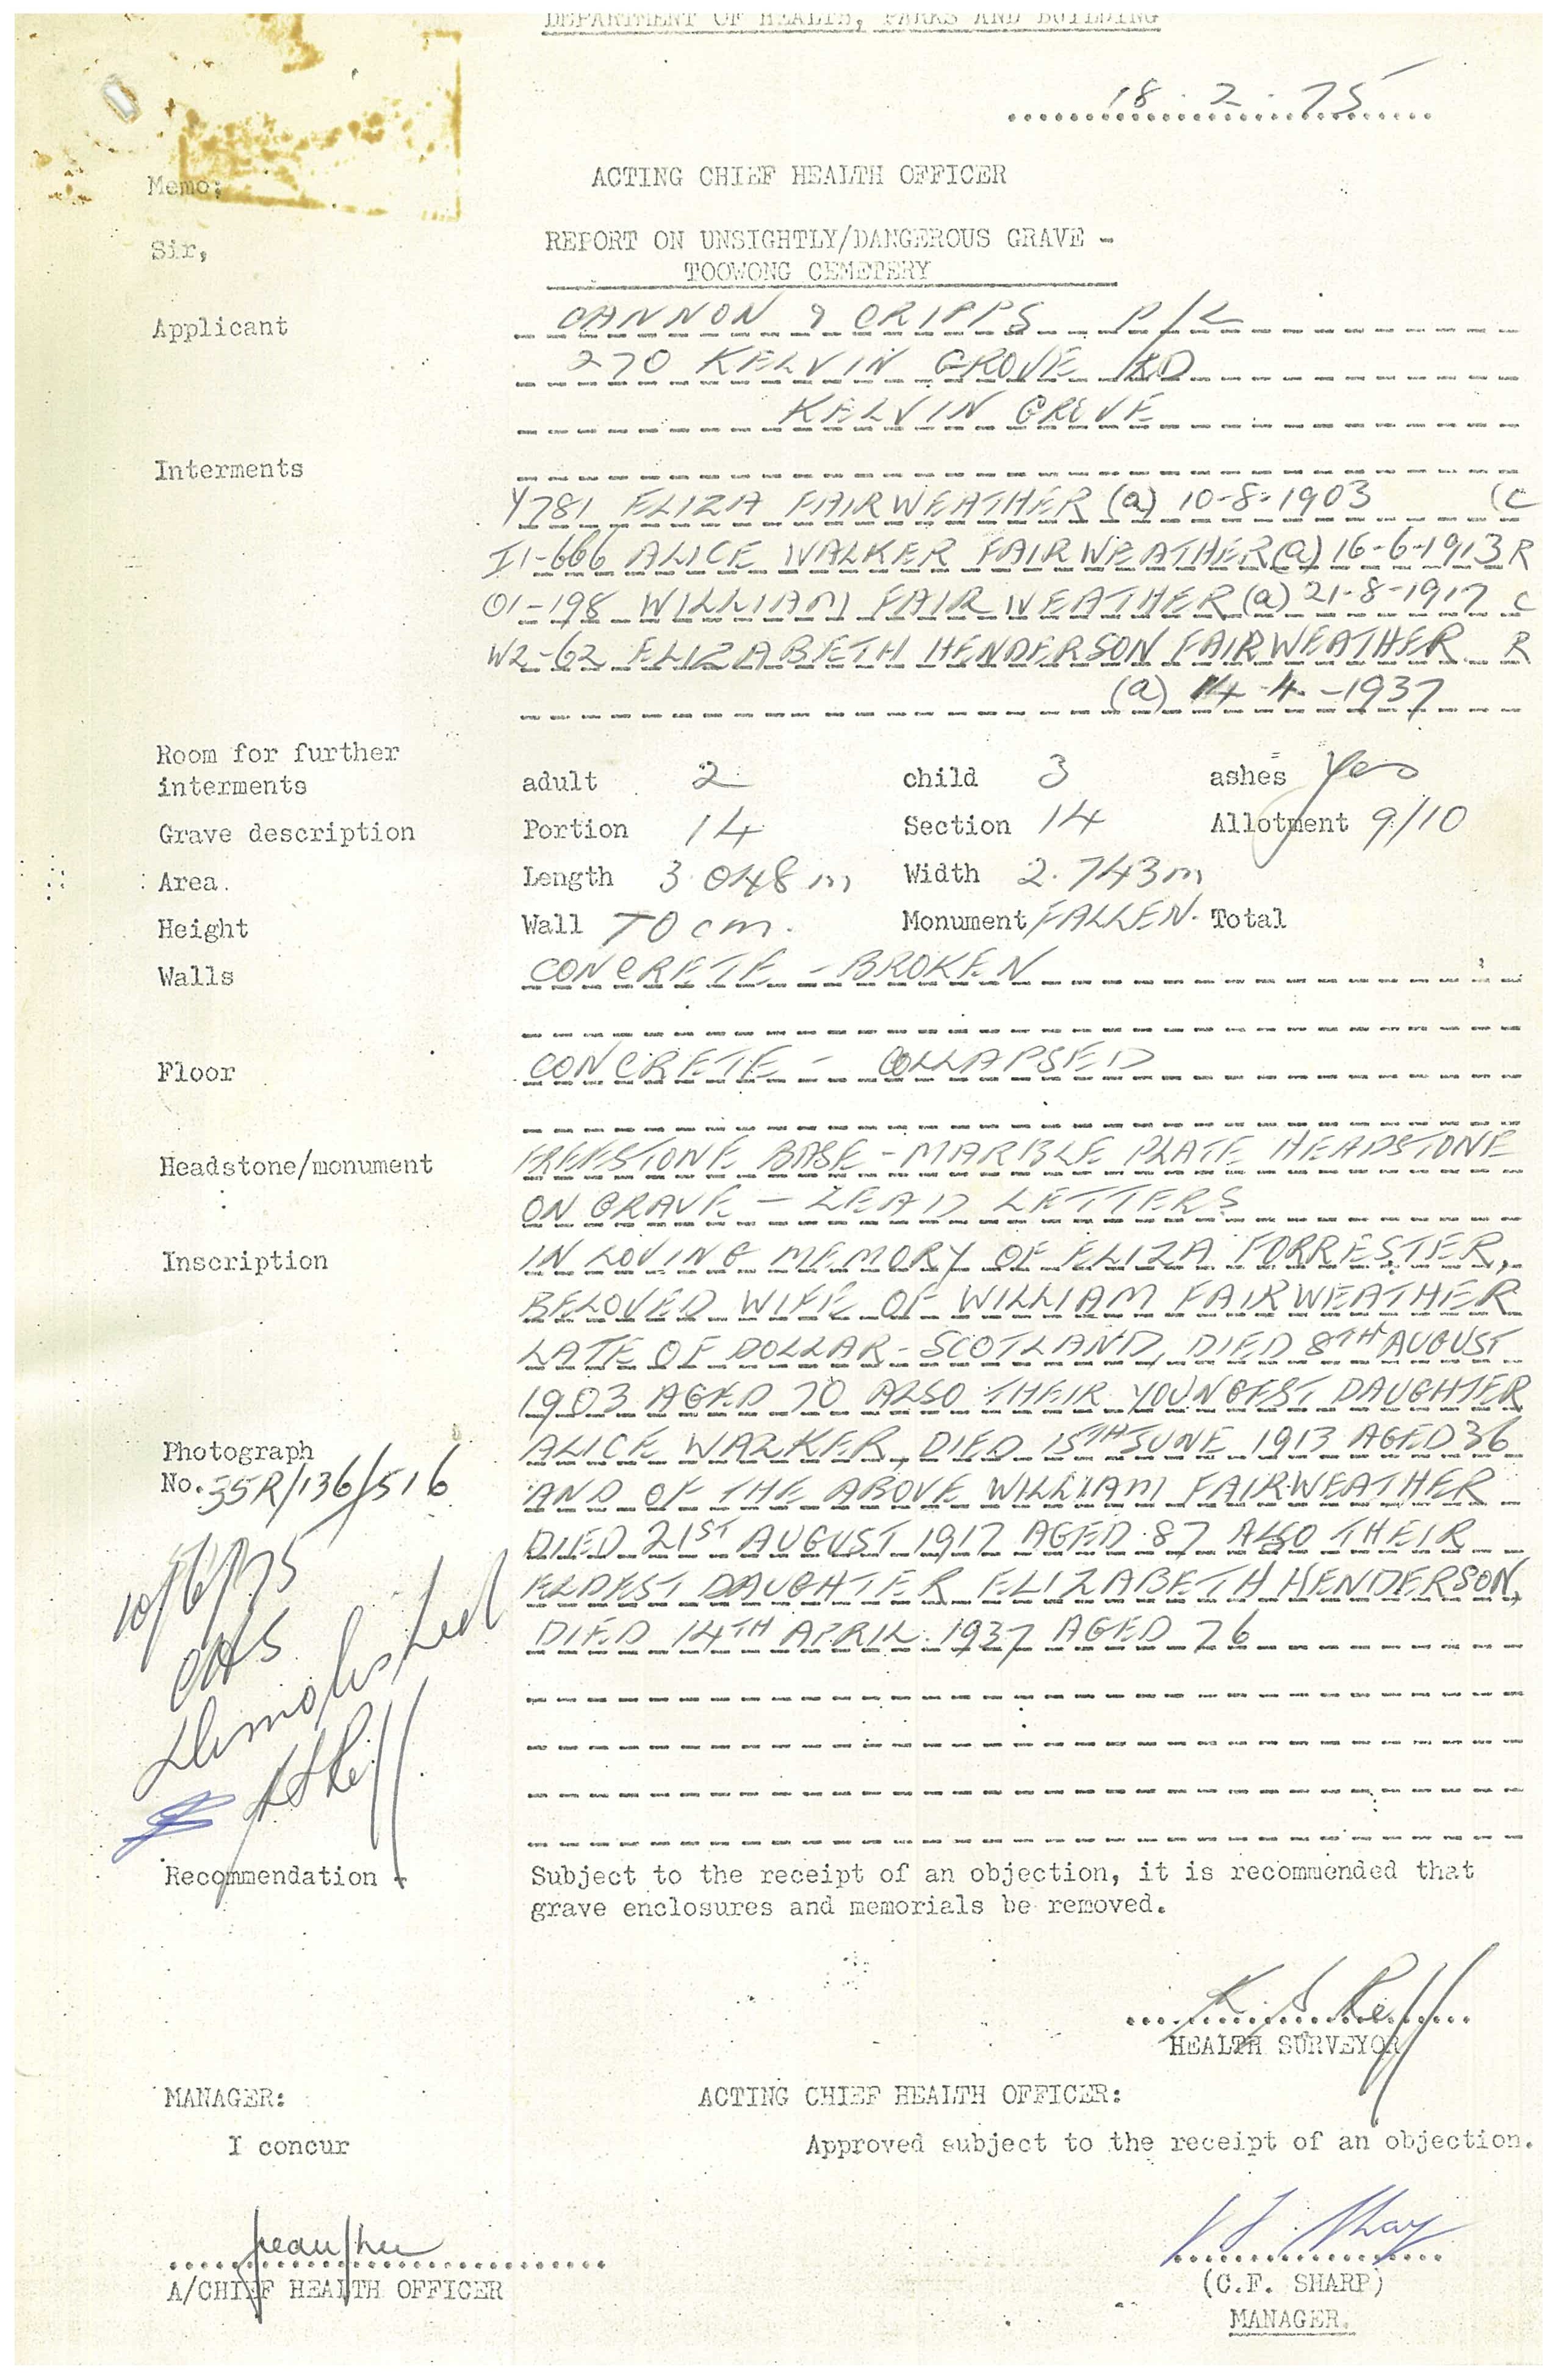 DEPARTMENT OF HEALTH, PARKS AND BUILDING
18.2.75
Memo: ACTING CHIEF HEALTH OFFICER
Sir, REPORT ON UNSIGHTLY/DANGEROUS GRAVE -
TOOWONG CEMETERY
Applicant CANNON & CRIPPS P/L
270 KELVIN GROVE RD
KELVIN GROVE
Interments
Y781 ELIZA FAIRWEATHER (a) 10-8-1903 (C
I1-666 ALICE WALKER FAIRWEATHER (a) 16-6-1913 R
O1-198 WILLIAM FAIRWEATHER (a) 21-8-1917 C
W2-62 ELIZABETH HENDERSON FAIRWEATHER R
(a) 14-4-1937
Room for further
interments adult 2 child 3 ashes Yes
Grave description Portion 14 Section 14 Allotment 9/10
Area. Length 3.048 m Width 2.743m
Height Wall 70 cm. Monument FALLEN. Total
Walls CONCRETE - BROKEN
Floor CONCRETE - COLLAPSED
Headstone/monument FREESTONE BASE - MARBLE PLATE HEADSTONE
ON GRAVE - LEAD LETTERS
Inscription IN LOVING MEMORY OF ELIZA FORRESTER,
BELOVED WIFE OF WILLIAM FAIRWEATHER
LATE OF DOLLAR - SCOTLAND, DIED 8TH AUGUST
1903 AGED 70 ALSO THEIR YOUNGEST DAUGHTER
Photograph ALICE WALKER, DIED 15TH JUNE 1913 AGED 36
No. 35R/136/516 AND OF THE ABOVE WILLIAM FAIRWEATHER
DIED 21ST AUGUST 1917 AGED 87 ALSO THEIR
ELDEST DAUGHTER ELIZABETH HENDERSON,
DIED 14TH APRIL 1937 AGED 76
10/6/75
Demolished
Recommendation Subject to the receipt of an objection, it is recommended that
grave enclosures and memorials be removed.
HEALTH SURVEYOR
MANAGER: ACTING CHIEF HEALTH OFFICER:
I concur Approved subject to the receipt of an objection.
A/CHIEF HEALTH OFFICER (C.F. SHARP)
MANAGER.